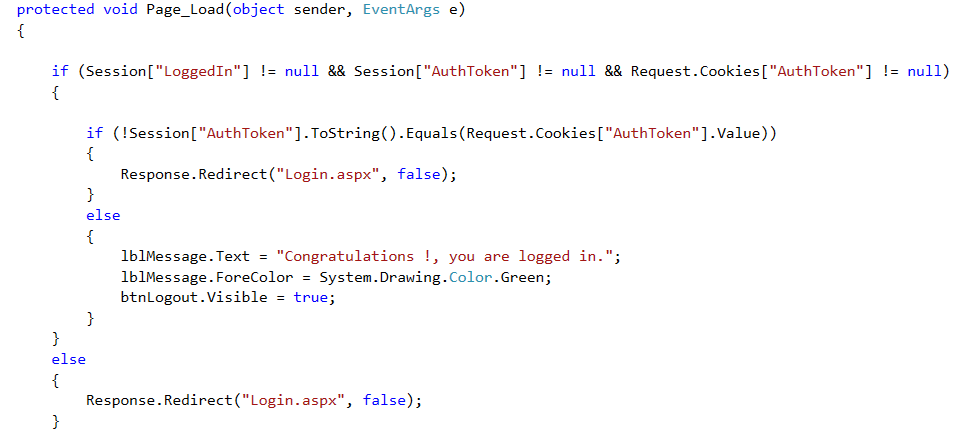 protected void Page_Load(object sender, EventArgs e)
{
if (Session["LoggedIn"] != null && Session["AuthToken"] != null && Request.Cookies["AuthToken"] != null)
{
if (!Session["AuthToken"].ToString().Equals(Request.Cookies["AuthToken"].Value))
{
Response.Redirect("Login.aspx", false);
}
else
{
lblMessage.Text = "Congratulations !, you are logged in.";
lblMessage.ForeColor = System.Drawing.Color.Green;
btnLogout.Visible = true;
}
}
else
{
Response.Redirect("Login.aspx", false);
}